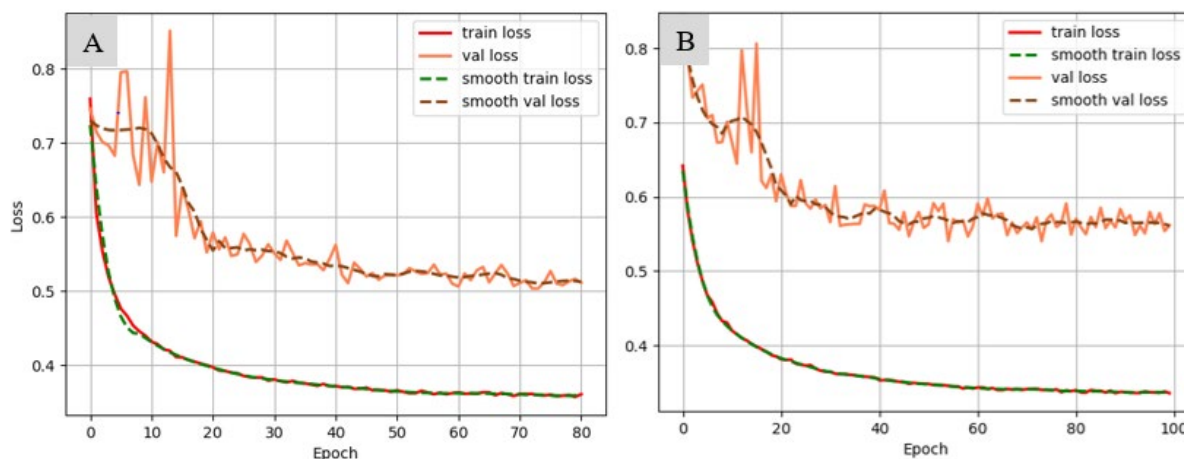 A
train loss
val loss
smooth train loss
smooth val loss
0.8
0.7
0.6
0.5
0.4
Loss
0 10 20 30 40 50 60 70 80
Epoch
B
train loss
smooth train loss
val loss
smooth val loss
0.8
0.7
0.6
0.5
0.4
0 20 40 60 80 100
Epoch